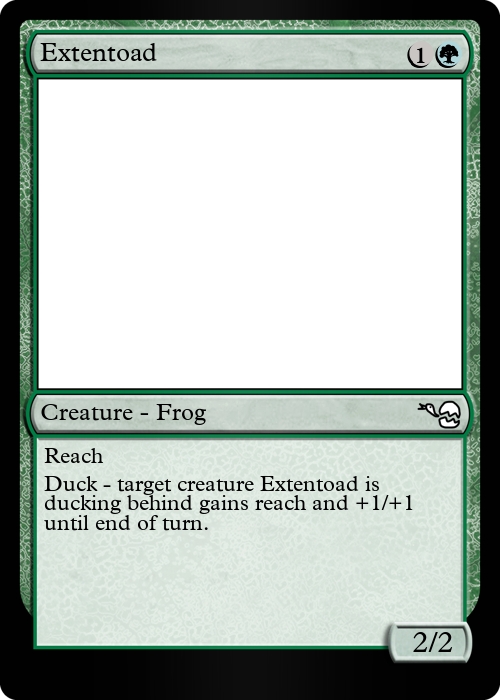 Extentoad
1
Creature - Frog
Reach
Duck - target creature Extentoad is
ducking behind gains reach and +1/+1
until end of turn.
2/2